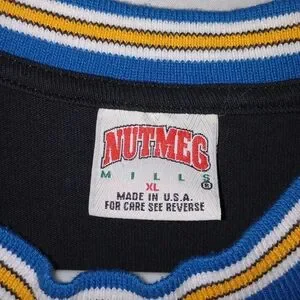 NUTMEG
MILLS
®
XL
MADE IN U.S.A.
FOR CARE SEE REVERSE